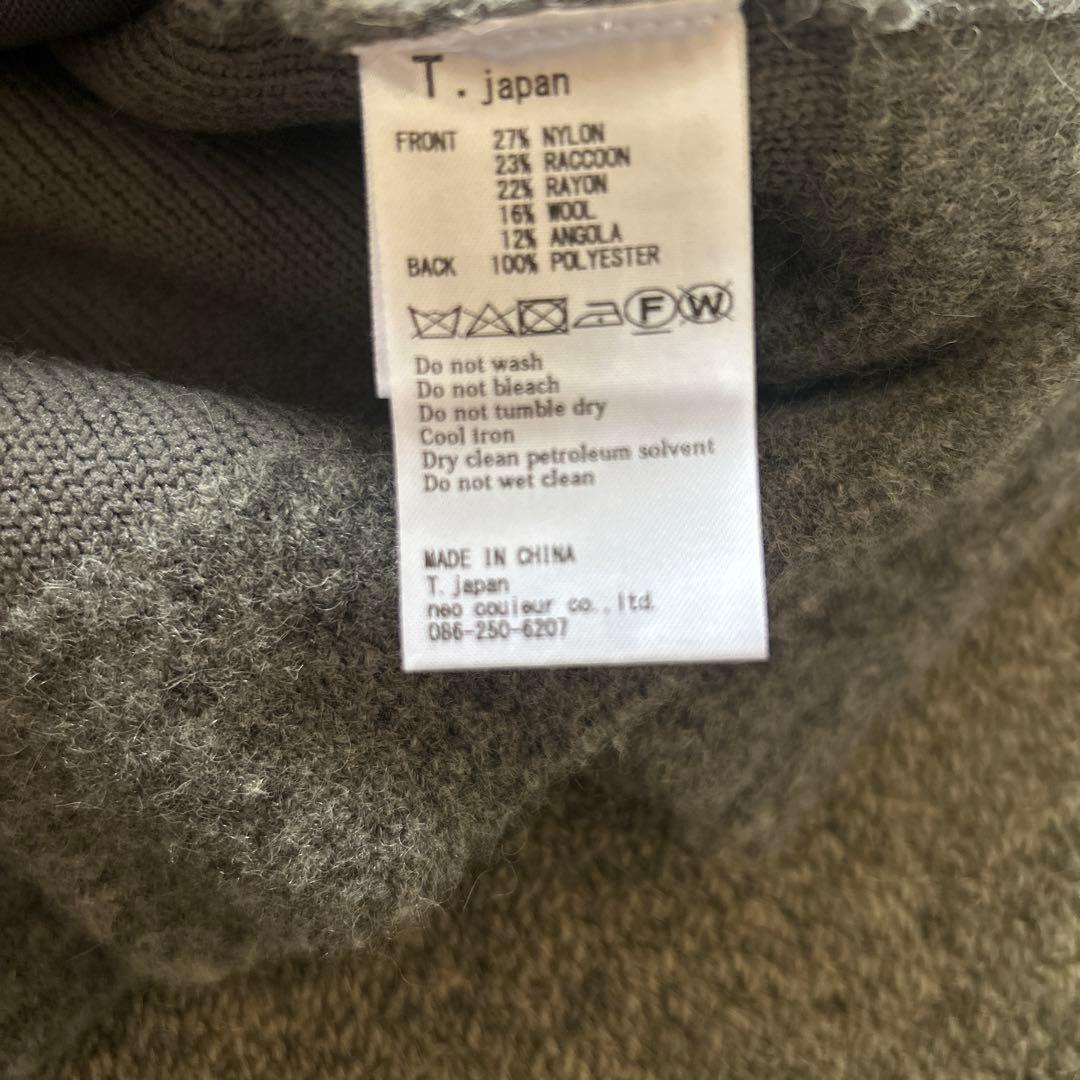 T. japan
FRONT 27% NYLON
23% RACCOON
22% RAYON
16% WOOL
12% ANGOLA
BACK 100% POLYESTER
F W
Do not wash
Do not bleach
Do not tumble dry
Cool iron
Dry clean petroleum solvent
Do not wet clean
MADE IN CHINA
T. japan
neo couleur co., ltd.
086-250-6207